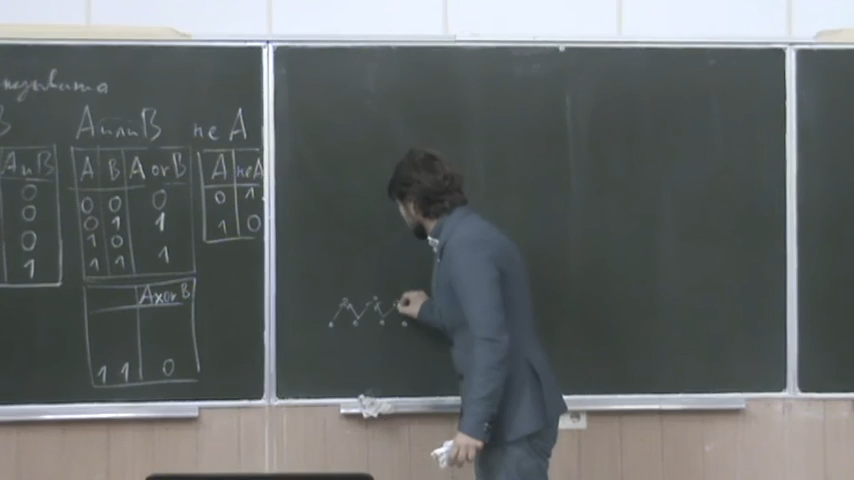 A или B не A
A и B
0
0
0
1
A B A or B
0 0 0
0 1 1
1 0 1
1 1 1
A не A
0 1
1 0
A xor B
1 1 0